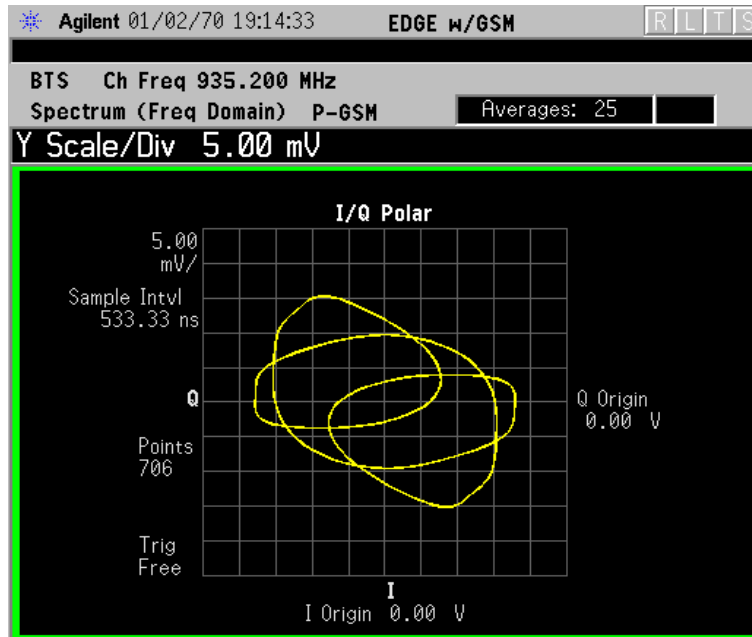 Agilent 01/02/70 19:14:33 EDGE w/GSM R L T S
BTS Ch Freq 935.200 MHz
Spectrum (Freq Domain) P-GSM Averages: 25
Y Scale/Div 5.00 mV
I/Q Polar
5.00
mV/
Sample Intvl
533.33 ns
Q
Q Origin
0.00 V
Points
706
Trig
Free
I
I Origin 0.00 V